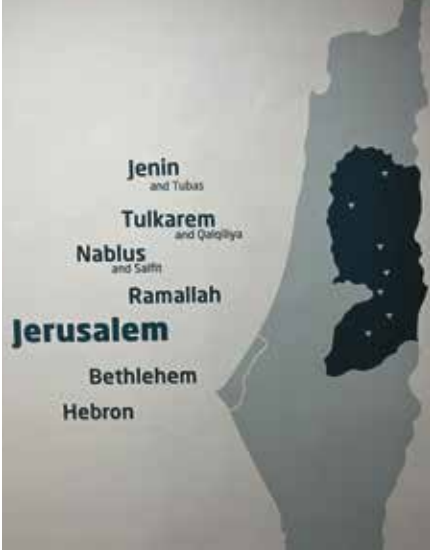 Jenin
and Tubas
Tulkarem
and Qalqiliya
Nablus
and Salfit
Ramallah
Jerusalem
Bethlehem
Hebron